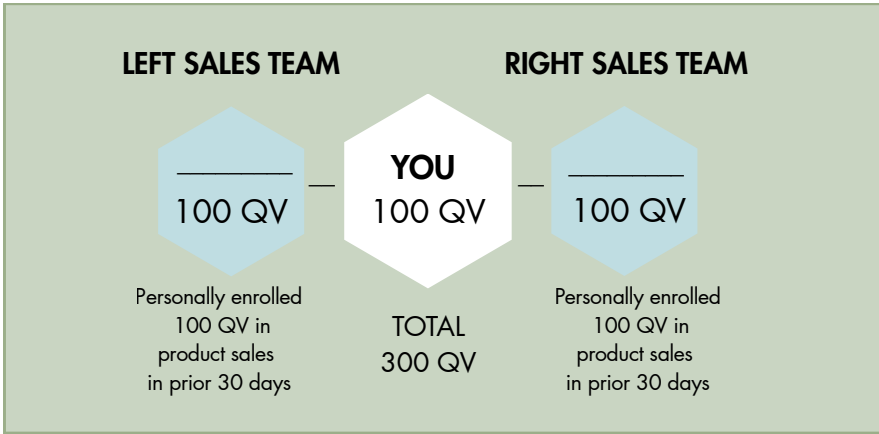 LEFT SALES TEAM
RIGHT SALES TEAM
100 QV
YOU
100 QV
100 QV
Personally enrolled
100 QV in
product sales
in prior 30 days
TOTAL
300 QV
Personally enrolled
100 QV in
product sales
in prior 30 days